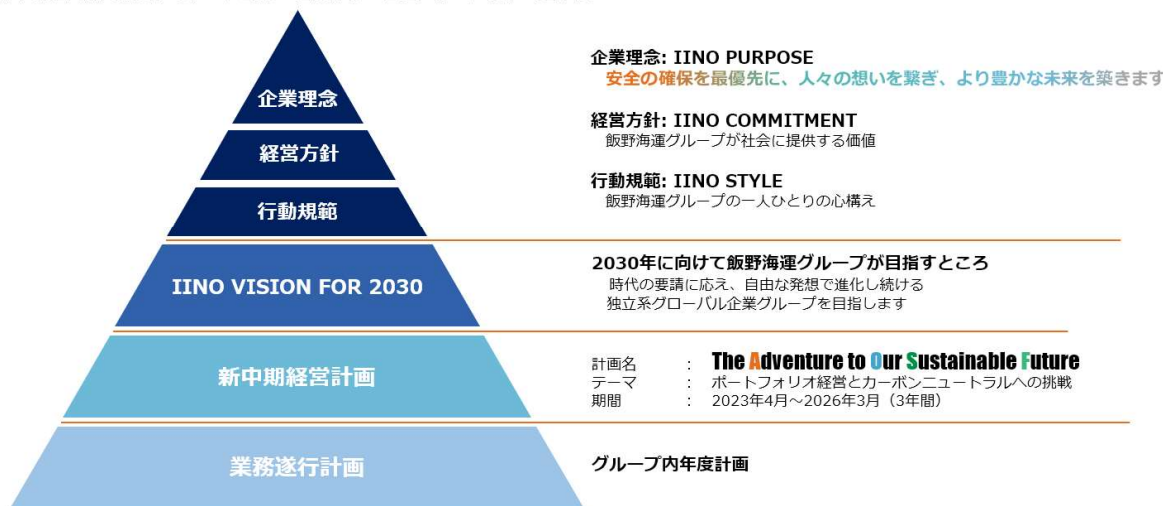 企業理念
経営方針
行動規範
IINO VISION FOR 2030
新中期経営計画
業務遂行計画
企業理念: IINO PURPOSE
安全の確保を最優先に、人々の想いを繋ぎ、より豊かな未来を築きます
経営方針: IINO COMMITMENT
飯野海運グループが社会に提供する価値
行動規範: IINO STYLE
飯野海運グループの一人ひとりの心構え
2030年に向けて飯野海運グループが目指すところ
時代の要請に応え、自由な発想で進化し続ける
独立系グローバル企業グループを目指します
計画名 : The Adventure to Our Sustainable Future
テーマ : ポートフォリオ経営とカーボンニュートラルへの挑戦
期間 : 2023年4月～2026年3月（3年間）
グループ内年度計画